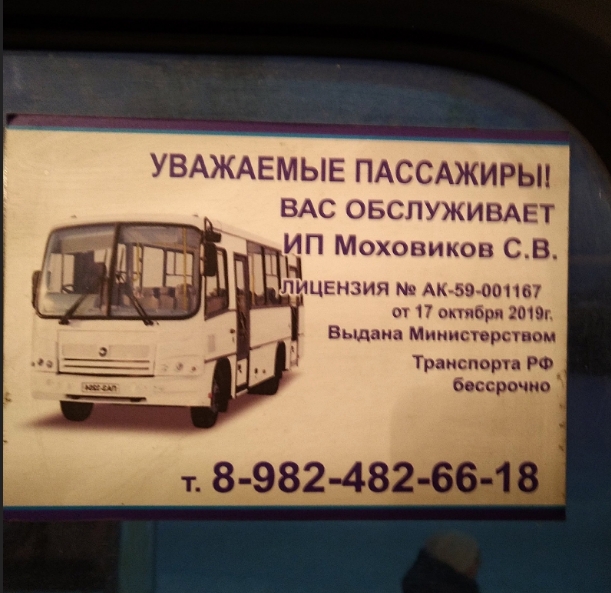 УВАЖАЕМЫЕ ПАССАЖИРЫ!
ВАС ОБСЛУЖИВАЕТ
ИП Моховиков С.В.
ЛИЦЕНЗИЯ № АК-59-001167
от 17 октября 2019г.
Выдана Министерством
Транспорта РФ
бессрочно
т. 8-982-482-66-18